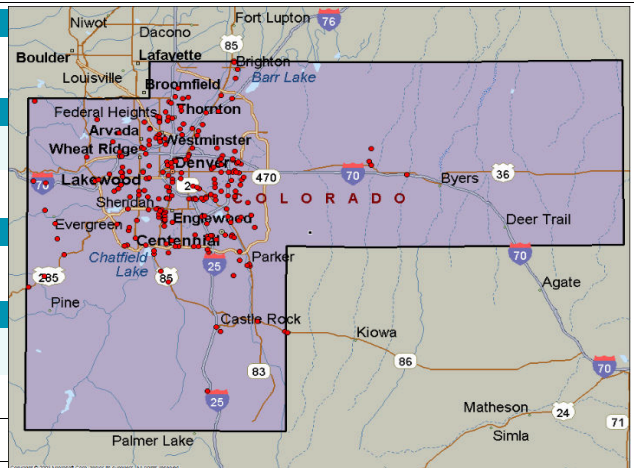 Fort Lupton
Niwot
76
Dacono
85
Boulder
Lafayette
Brighton
Louisville
Barr Lake
Broomfield
Federal Heights
Thornton
Arvada
Westminster
Wheat Ridge
Denver
70
Lakewood
2
470
70
36
Byers
Sheridan
COLORADO
Evergreen
Englewood
Deer Trail
Centennial
Chatfield
Lake
Parker
70
285
85
25
Agate
Pine
Castle Rock
Kiowa
86
83
70
25
Matheson
24
71
Palmer Lake
Simla